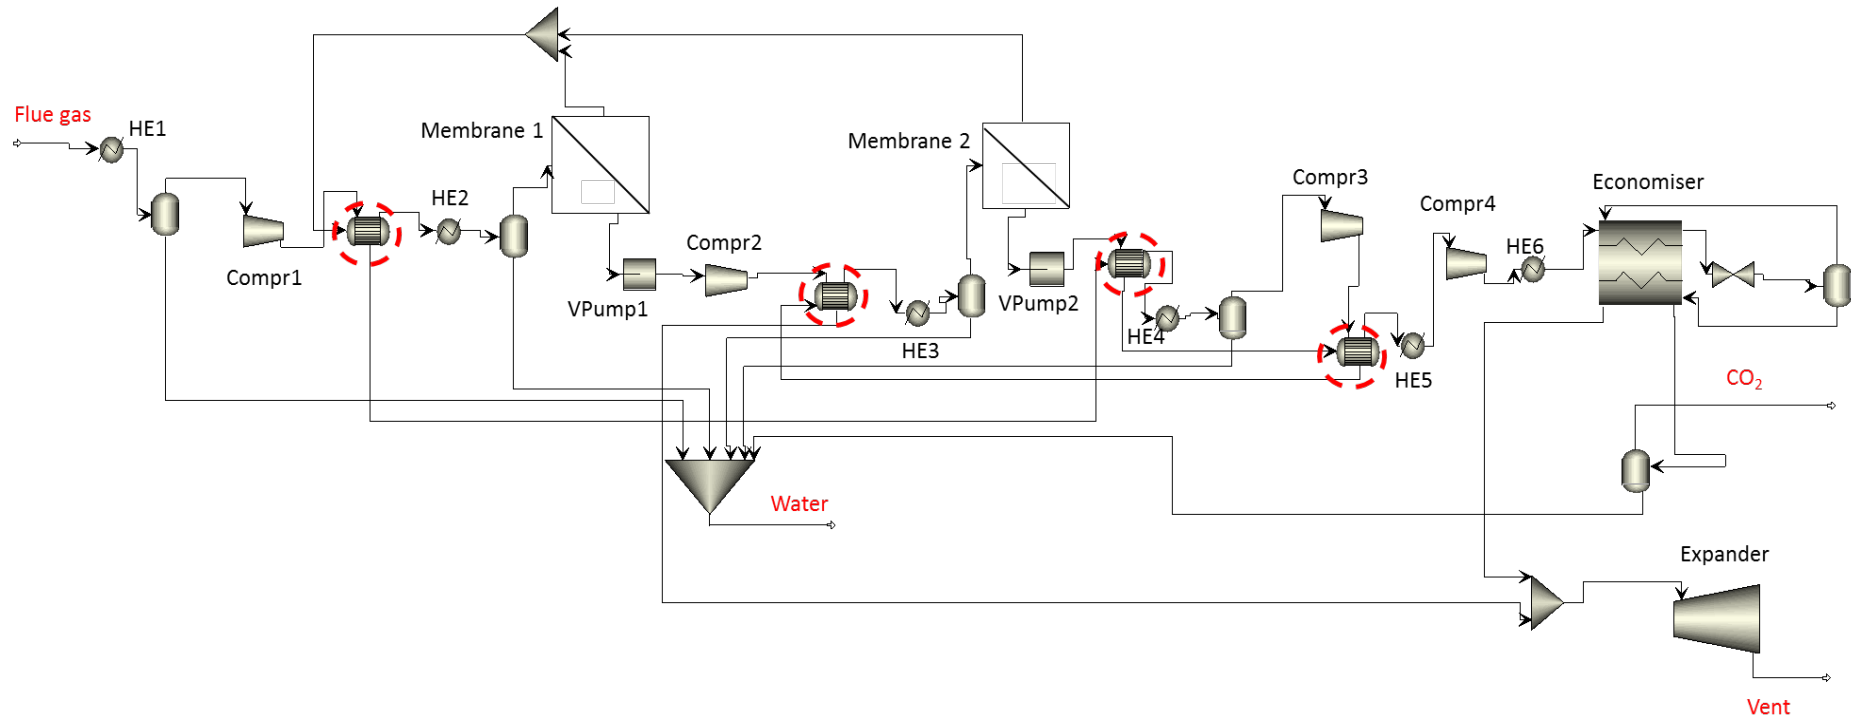 Flue gas
HE1
Compr1
HE2
Membrane 1
VPump1
Compr2
HE3
Membrane 2
VPump2
HE4
Compr3
HE5
Compr4
HE6
Economiser
CO₂
Water
Expander
Vent